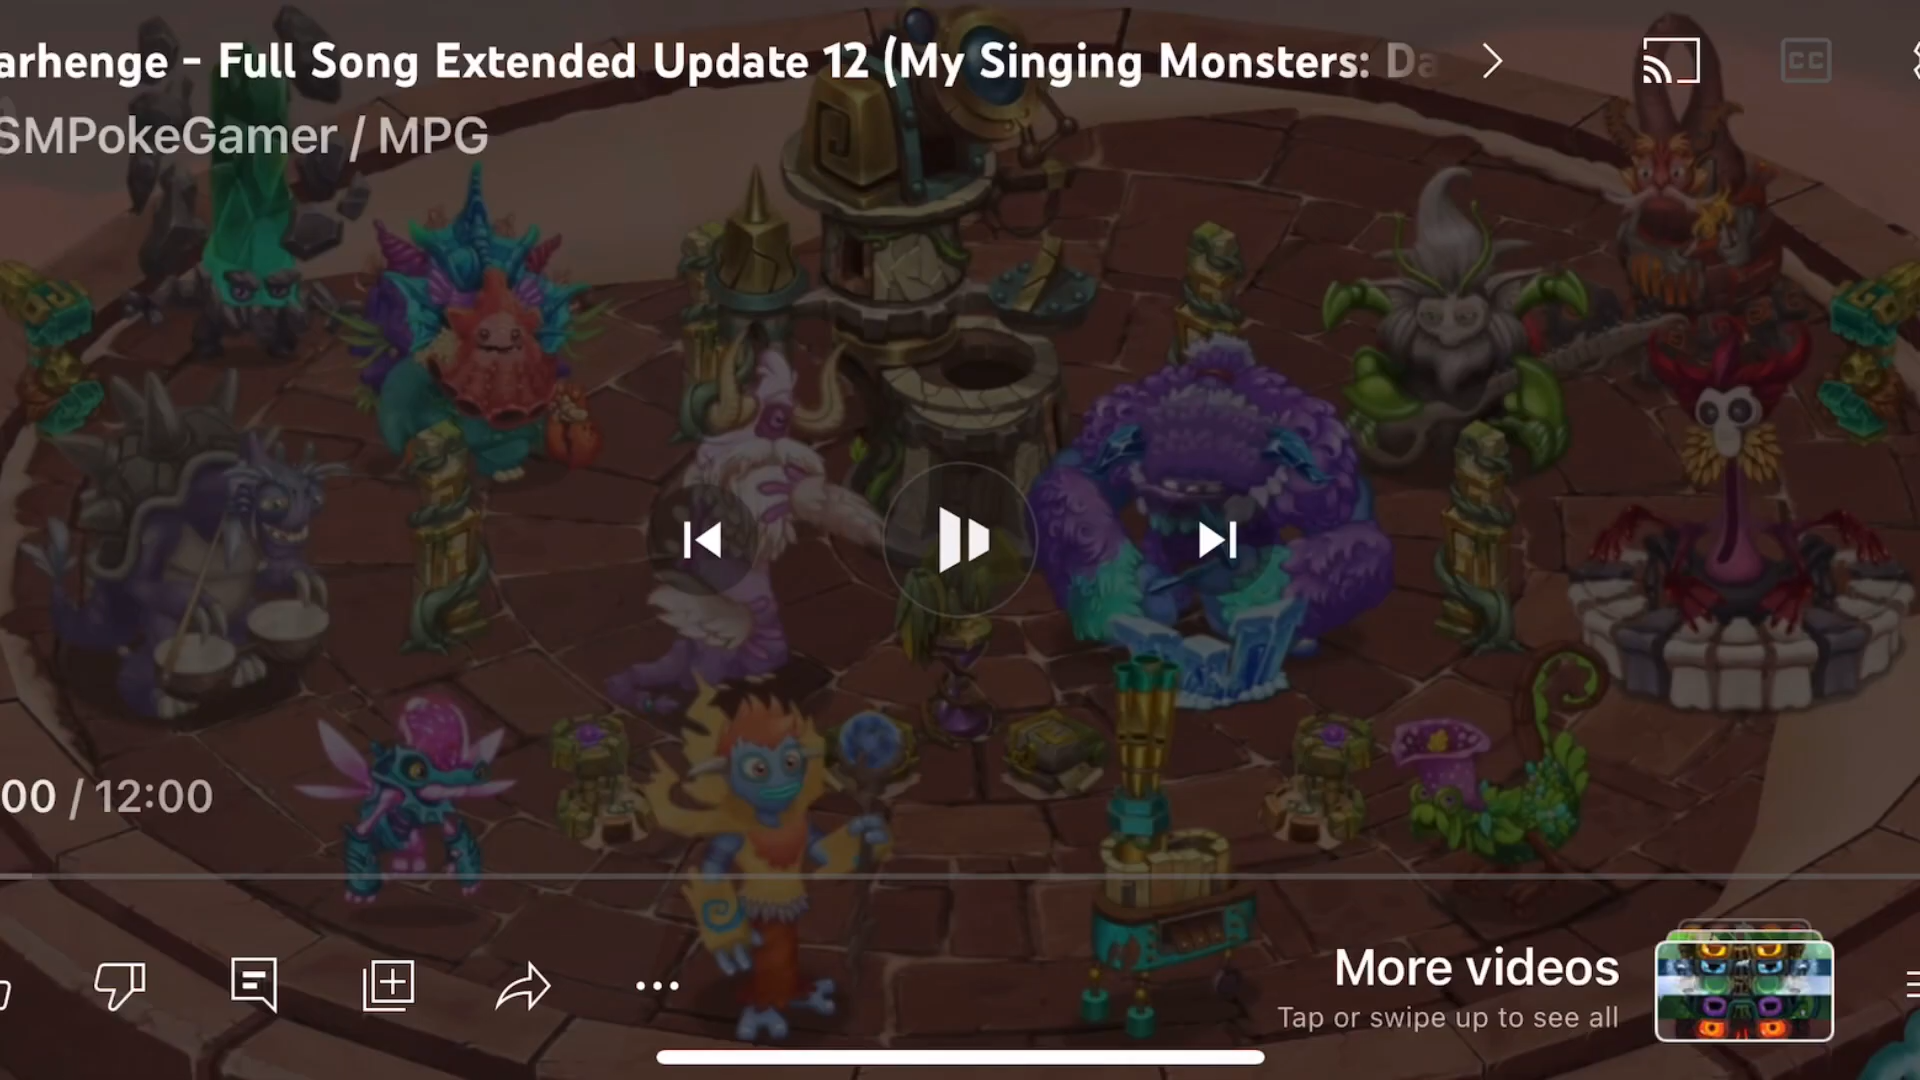 arhenge - Full Song Extended Update 12 (My Singing Monsters: Da
SMPokeGamer / MPG
CC
00 / 12:00
More videos
Tap or swipe up to see all